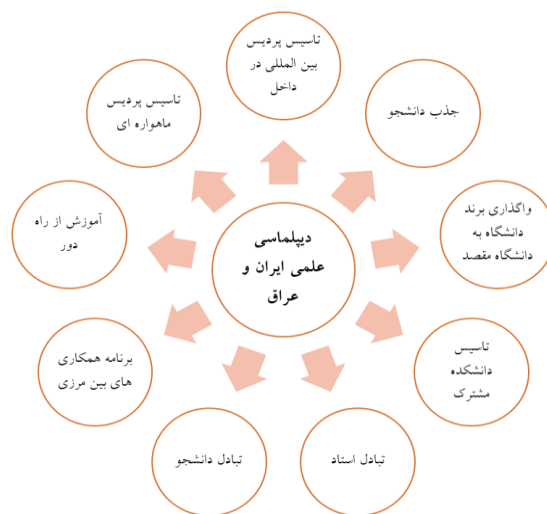 تاسیس پردیس
بین المللی در
داخل
جذب دانشجو
واگذاری برند
دانشگاه به
دانشگاه مقصد
تاسیس
دانشکده
مشترک
تبادل استاد
تبادل دانشجو
برنامه همکاری
های بین مرزی
آموزش از راه
دور
تاسیس پردیس
ماهواره ای
دیپلماسی
علمی ایران و
عراق